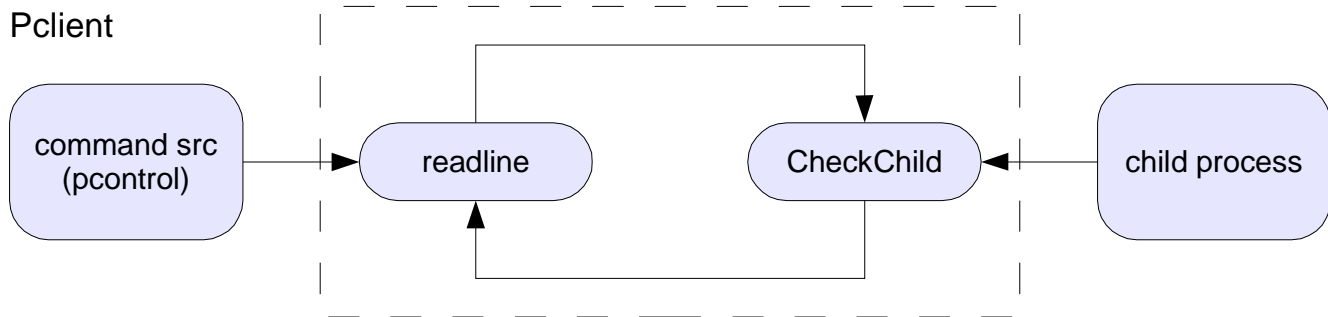 Pclient
command src
(pcontrol)
readline
CheckChild
child process